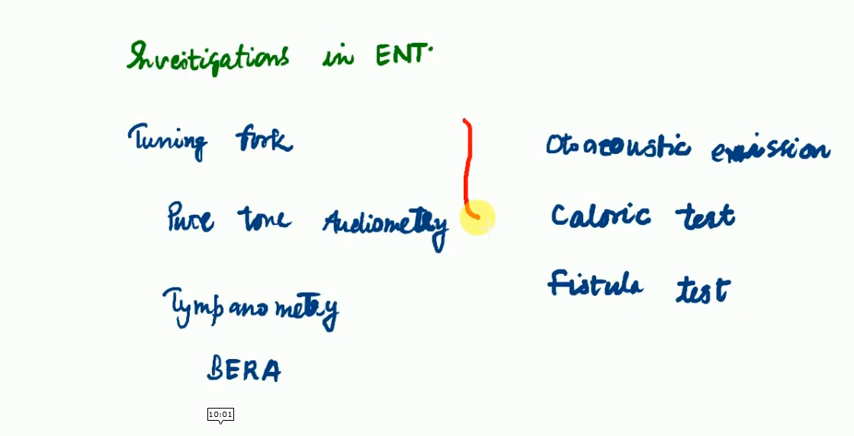 Investigations in ENT.
Tuning fork
Pure tone Audiometry
Tympanometry
BERA
10:01
Otoacoustic emission
Caloric test
Fistula test